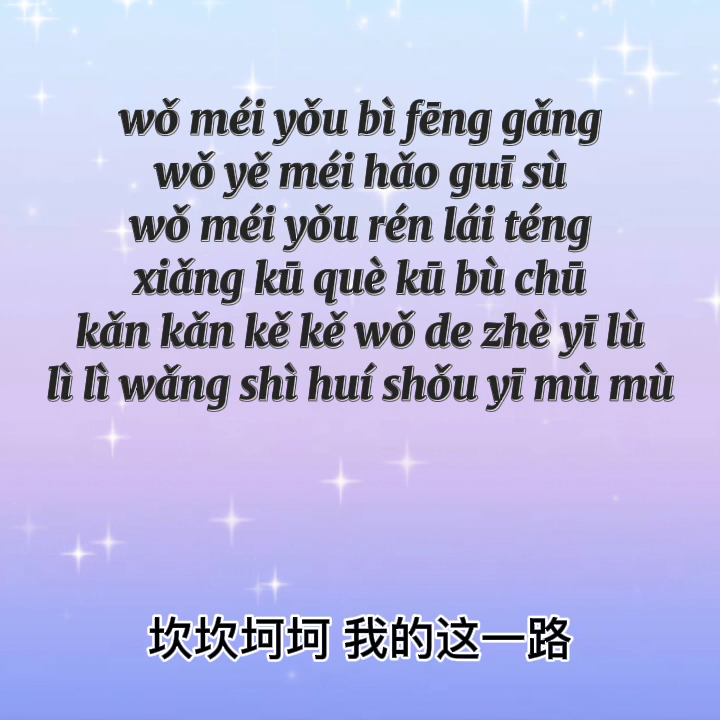 wǒ méi yǒu bì fēng gǎng
wǒ yě méi hǎo guī sù
wǒ méi yǒu rén lái téng
xiǎng kū què kū bù chū
kǎn kǎn kě kě wǒ de zhè yī lù
lì lì wǎng shì huí shǒu yī mù mù
坎坎坷坷 我的这一路